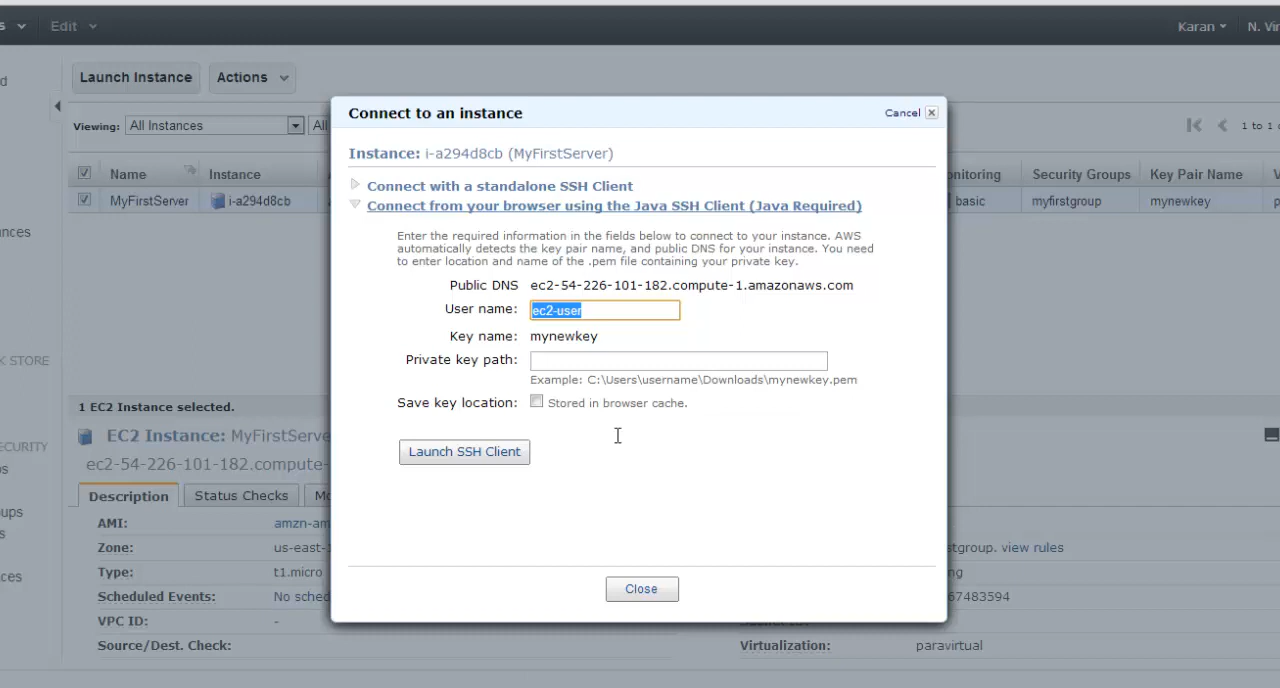 s Edit Karan N. Vir
d Launch Instance Actions
Viewing: All Instances All 1 to 1
Name Instance nitoring Security Groups Key Pair Name V
MyFirstServer i-a294d8cb basic myfirstgroup mynewkey p
nces
K STORE
1 EC2 Instance selected.
ECURITY EC2 Instance: MyFirstServe
s ec2-54-226-101-182.compute-
Description Status Checks Mo
oups AMI: amzn-am
s Zone: us-east-1 stgroup. view rules
ces Type: t1.micro ng
Scheduled Events: No sched 67483594
VPC ID: -
Source/Dest. Check: Virtualization: paravirtual
Connect to an instance Cancel
Instance: i-a294d8cb (MyFirstServer)
Connect with a standalone SSH Client
Connect from your browser using the Java SSH Client (Java Required)
Enter the required information in the fields below to connect to your instance. AWS
automatically detects the key pair name, and public DNS for your instance. You need
to enter location and name of the .pem file containing your private key.
Public DNS ec2-54-226-101-182.compute-1.amazonaws.com
User name: ec2-user
Key name: mynewkey
Private key path:
Example: C:\Users\username\Downloads\mynewkey.pem
Save key location: Stored in browser cache.
Launch SSH Client
Close